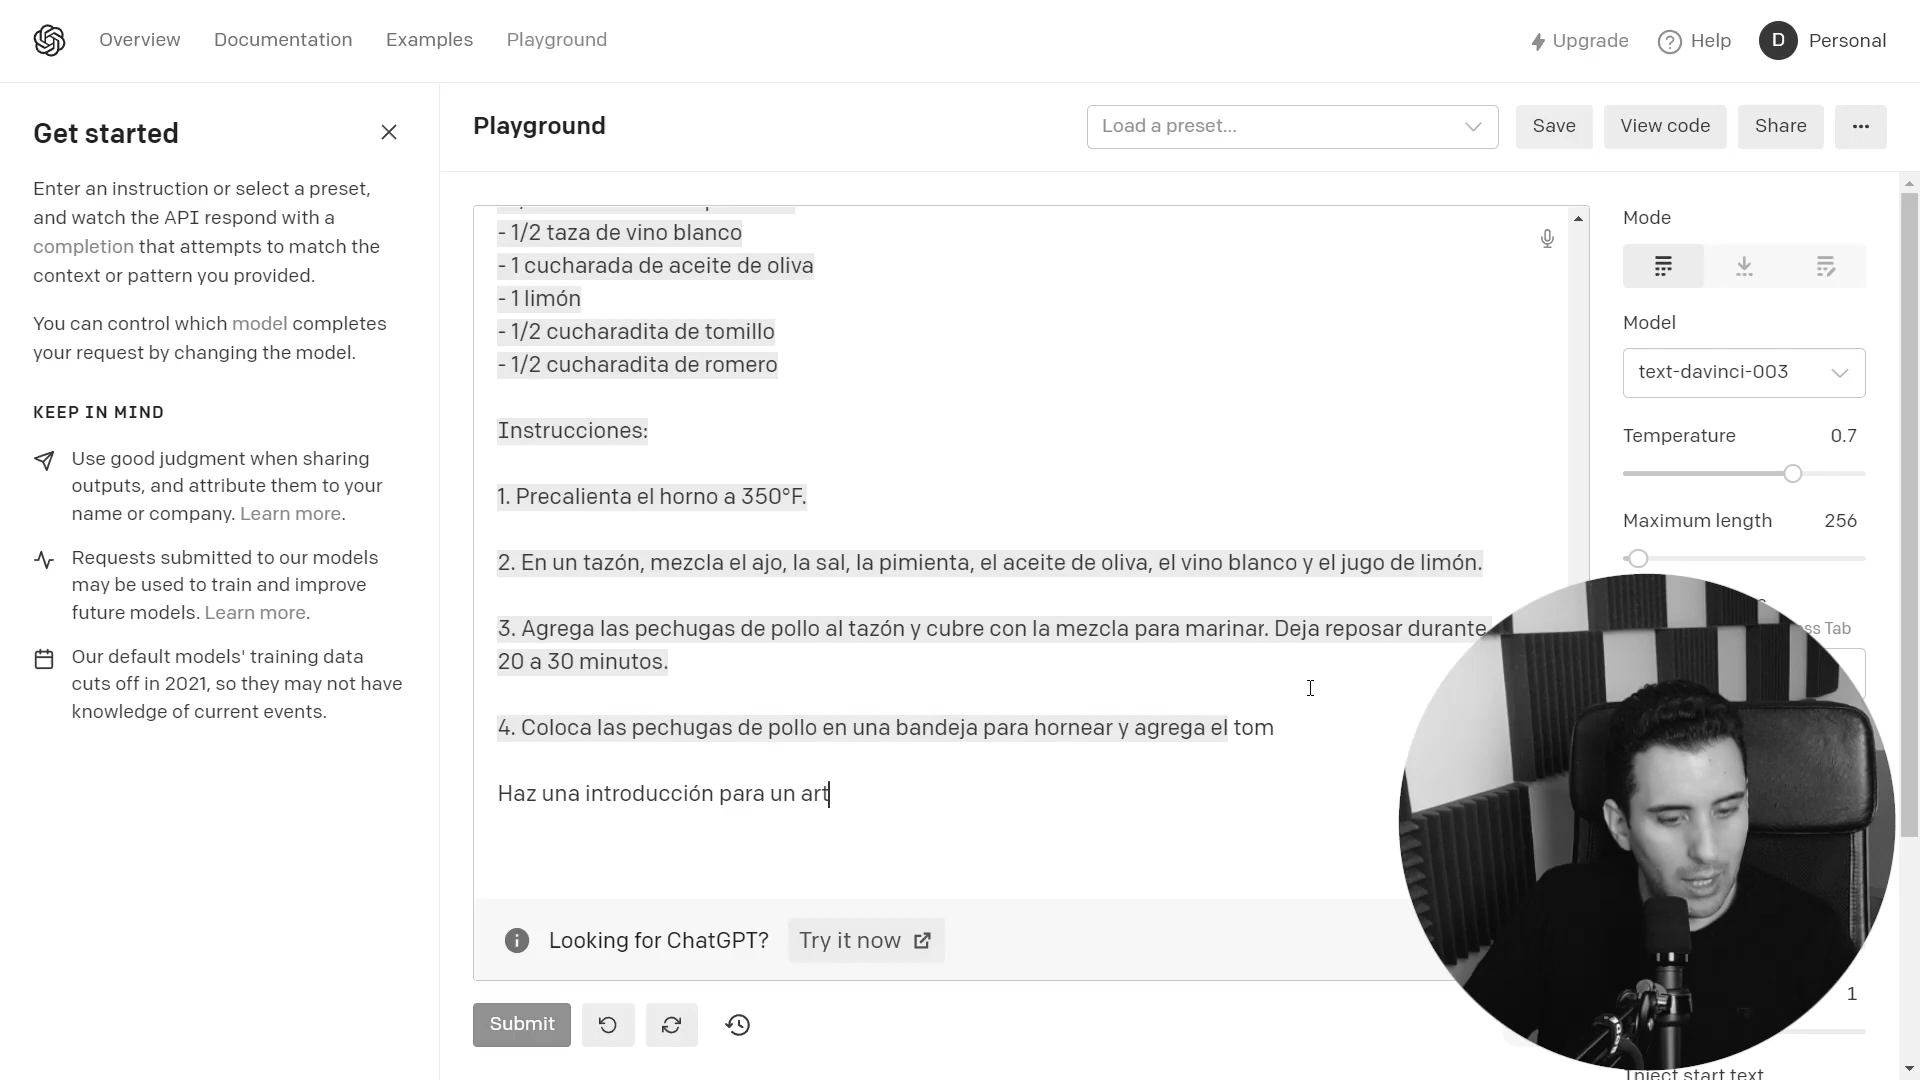 Overview
Documentation
Examples
Playground
Upgrade
Help
D
Personal
Get started
Enter an instruction or select a preset,
and watch the API respond with a
completion that attempts to match the
context or pattern you provided.
You can control which model completes
your request by changing the model.
KEEP IN MIND
Use good judgment when sharing
outputs, and attribute them to your
name or company. Learn more.
Requests submitted to our models
may be used to train and improve
future models. Learn more.
Our default models' training data
cuts off in 2021, so they may not have
knowledge of current events.
Playground
Load a preset...
Save
View code
Share
- 1/2 taza de vino blanco
- 1 cucharada de aceite de oliva
- 1 limón
- 1/2 cucharadita de tomillo
- 1/2 cucharadita de romero
Instrucciones:
1. Precalienta el horno a 350°F.
2. En un tazón, mezcla el ajo, la sal, la pimienta, el aceite de oliva, el vino blanco y el jugo de limón.
3. Agrega las pechugas de pollo al tazón y cubre con la mezcla para marinar. Deja reposar durante
20 a 30 minutos.
4. Coloca las pechugas de pollo en una bandeja para hornear y agrega el tom
Haz una introducción para un art
Looking for ChatGPT?
Try it now
Submit
Mode
Model
text-davinci-003
Temperature 0.7
Maximum length 256
Tab
1
Inject start text